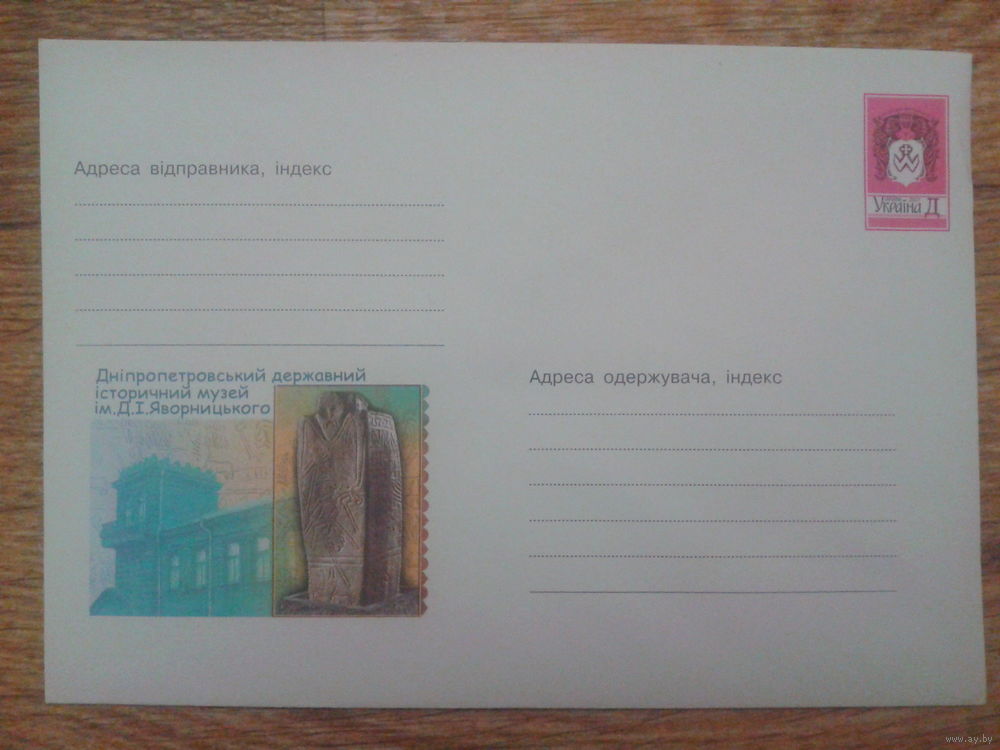 Адреса відправника, індекс
Україна Д
Дніпропетровський державний
історичний музей
ім.Д.І.Яворницького
Адреса одержувача, індекс
www.ay.by